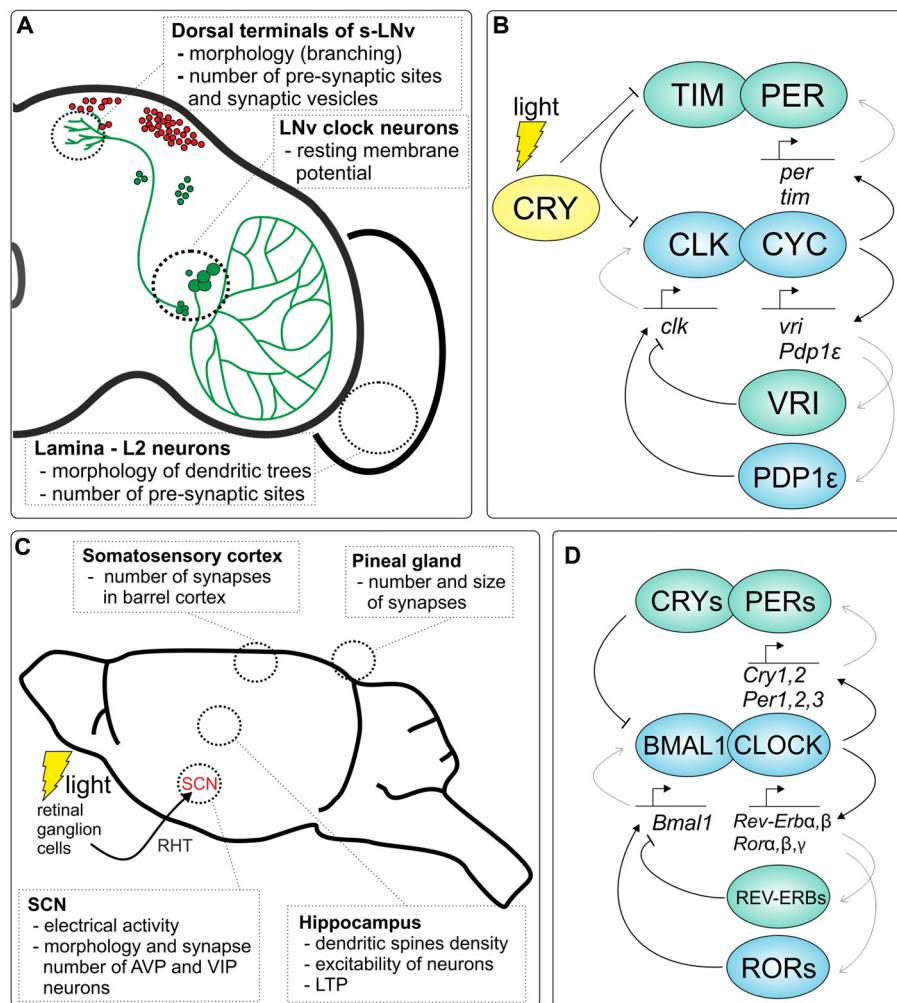 A
Dorsal terminals of s-LNv
- morphology (branching)
- number of pre-synaptic sites
and synaptic vesicles
LNv clock neurons
- resting membrane
potential
Lamina - L2 neurons
- morphology of dendritic trees
- number of pre-synaptic sites
B
light
CRY
TIM
PER
per
tim
CLK
CYC
clk
vri
Pdp1ε
VRI
PDP1ε
C
Somatosensory cortex
- number of synapses
in barrel cortex
Pineal gland
- number and size
of synapses
light
SCN
retinal
ganglion
cells
RHT
SCN
- electrical activity
- morphology and synapse
number of AVP and VIP
neurons
Hippocampus
- dendritic spines density
- excitability of neurons
- LTP
D
CRYs
PERs
Cry1,2
Per1,2,3
BMAL1
CLOCK
Bmal1
Rev-Erbα,β
Rorα,β,γ
REV-ERBs
RORs